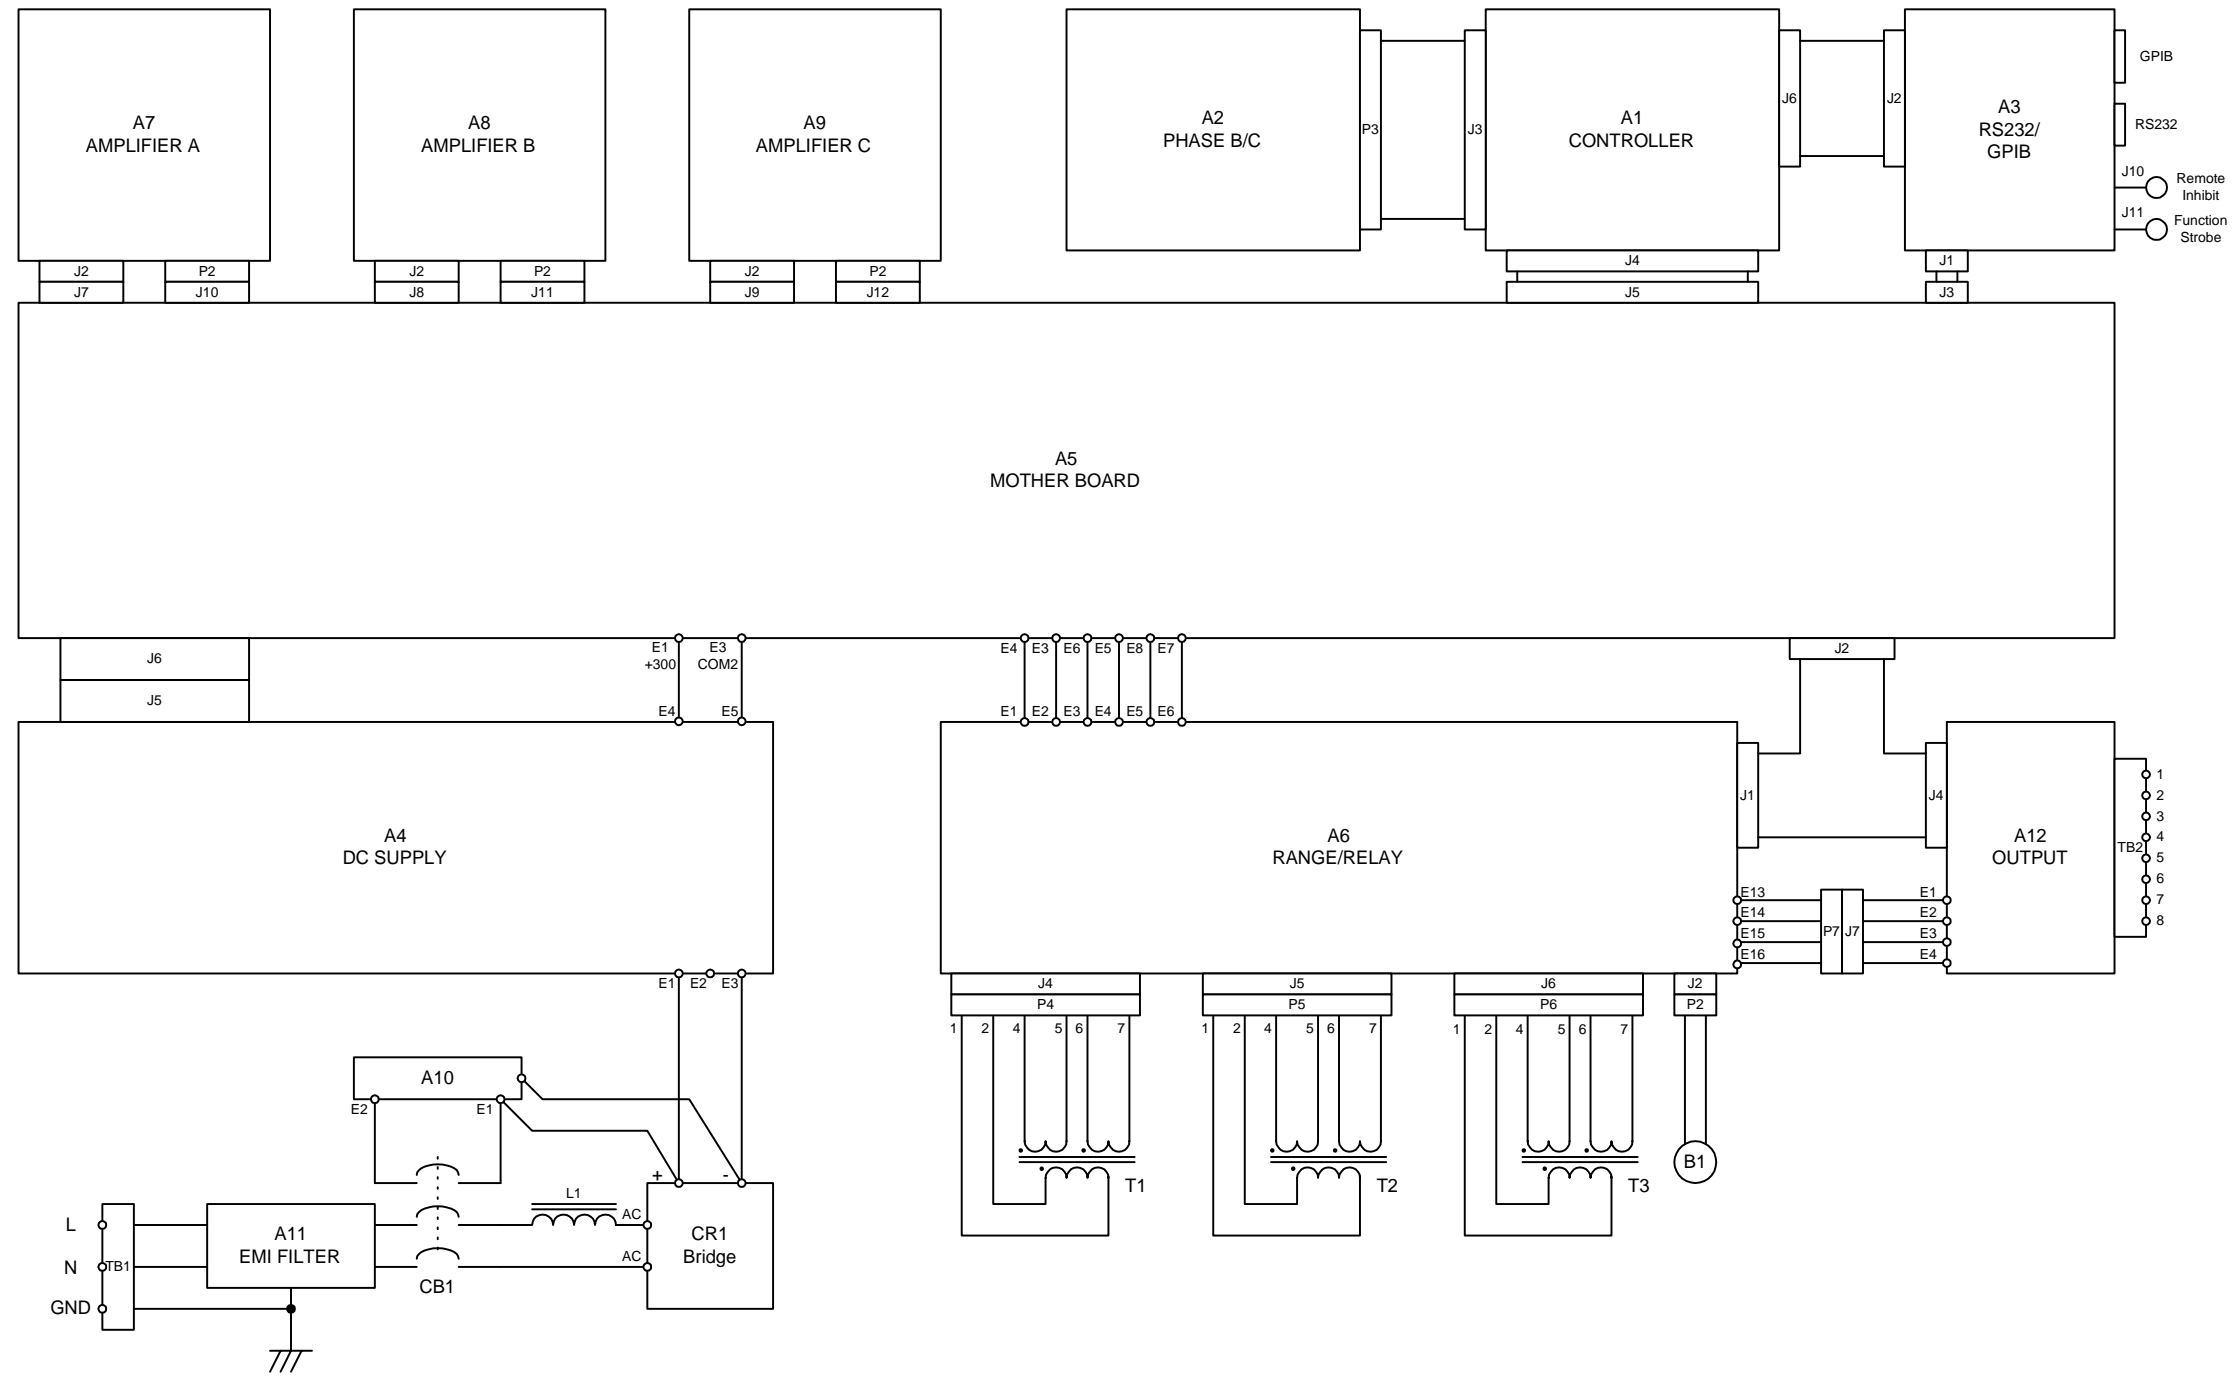 A7
AMPLIFIER A
A8
AMPLIFIER B
A9
AMPLIFIER C
A2
PHASE B/C
P3
J3
A1
CONTROLLER
J6
J2
A3
RS232/
GPIB
GPIB
RS232
J10
Remote
Inhibit
J11
Function
Strobe
J2
P2
J2
P2
J2
P2
J4
J1
J7
J10
J8
J11
J9
J12
J5
J3
A5
MOTHER BOARD
J6
J5
E1
+300
E3
COM2
E4
E5
E4 E3 E6 E5 E8 E7
E1 E2 E3 E4 E5 E6
J2
A4
DC SUPPLY
E1 E2 E3
A6
RANGE/RELAY
J1
J4
A12
OUTPUT
TB2
1
2
3
4
5
6
7
8
E13
E14
E15
E16
P7 J7
E1
E2
E3
E4
J4
P4
1 2 4 5 6 7
T1
J5
P5
1 2 4 5 6 7
T2
J6
P6
1 2 4 5 6 7
T3
J2
P2
B1
A10
E2
E1
+
-
L1
AC
AC
CR1
Bridge
L
N
GND
TB1
A11
EMI FILTER
CB1